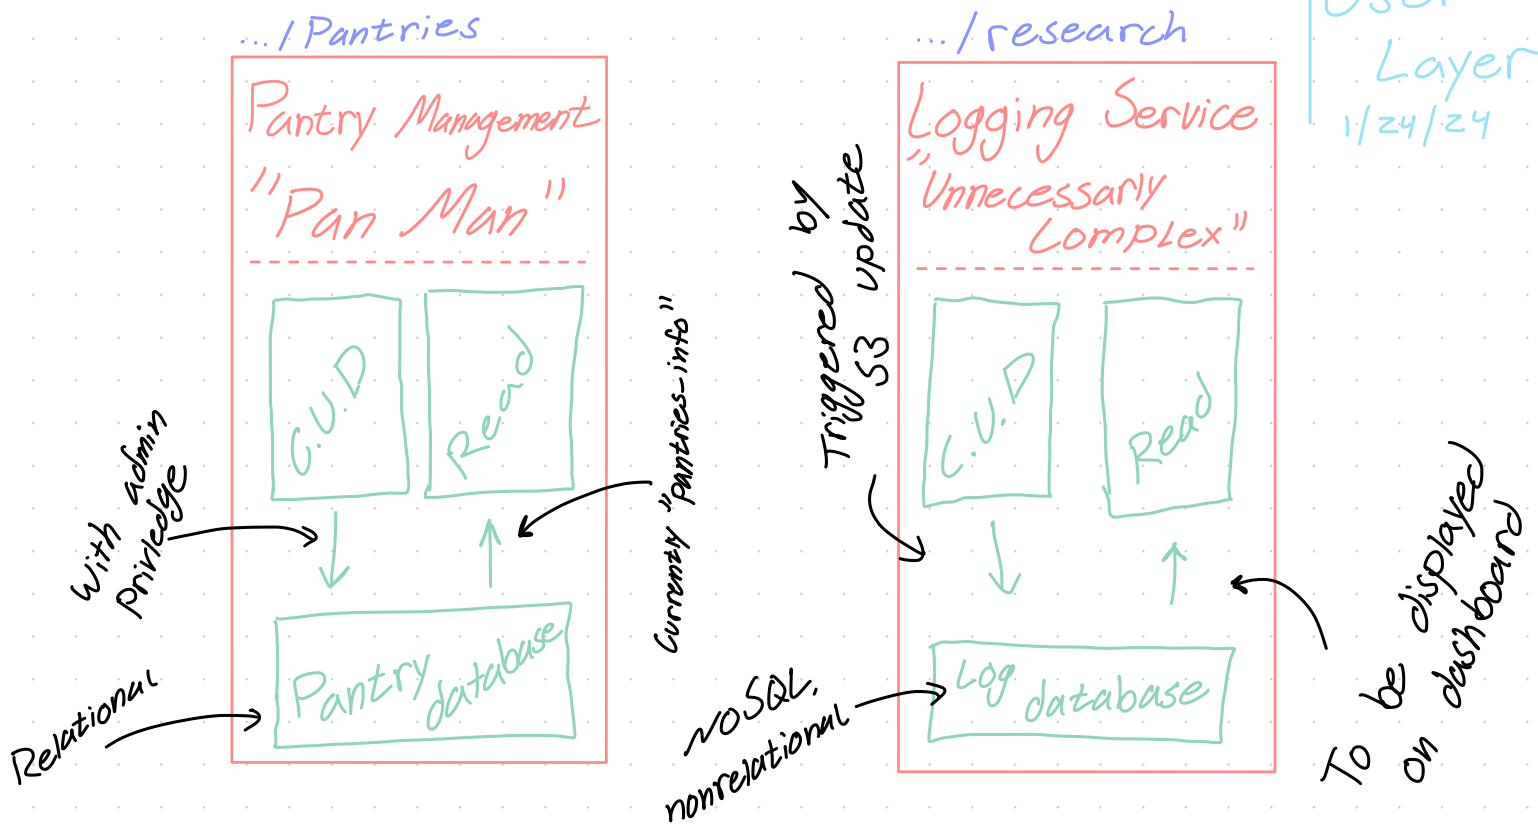 .../Pantries
Pantry Management
"Pan Man"
C.U.D
Read
With admin
priviledge
Currently "pantries-info"
Pantry
database
Relational
.../research
Logging Service
"Unnecessarily
Complex"
Triggered by
S3 update
C.U.D
Read
To be displayed
on dashboard
Log
database
NoSQL,
nonrelational
User
Layer
1/24/24